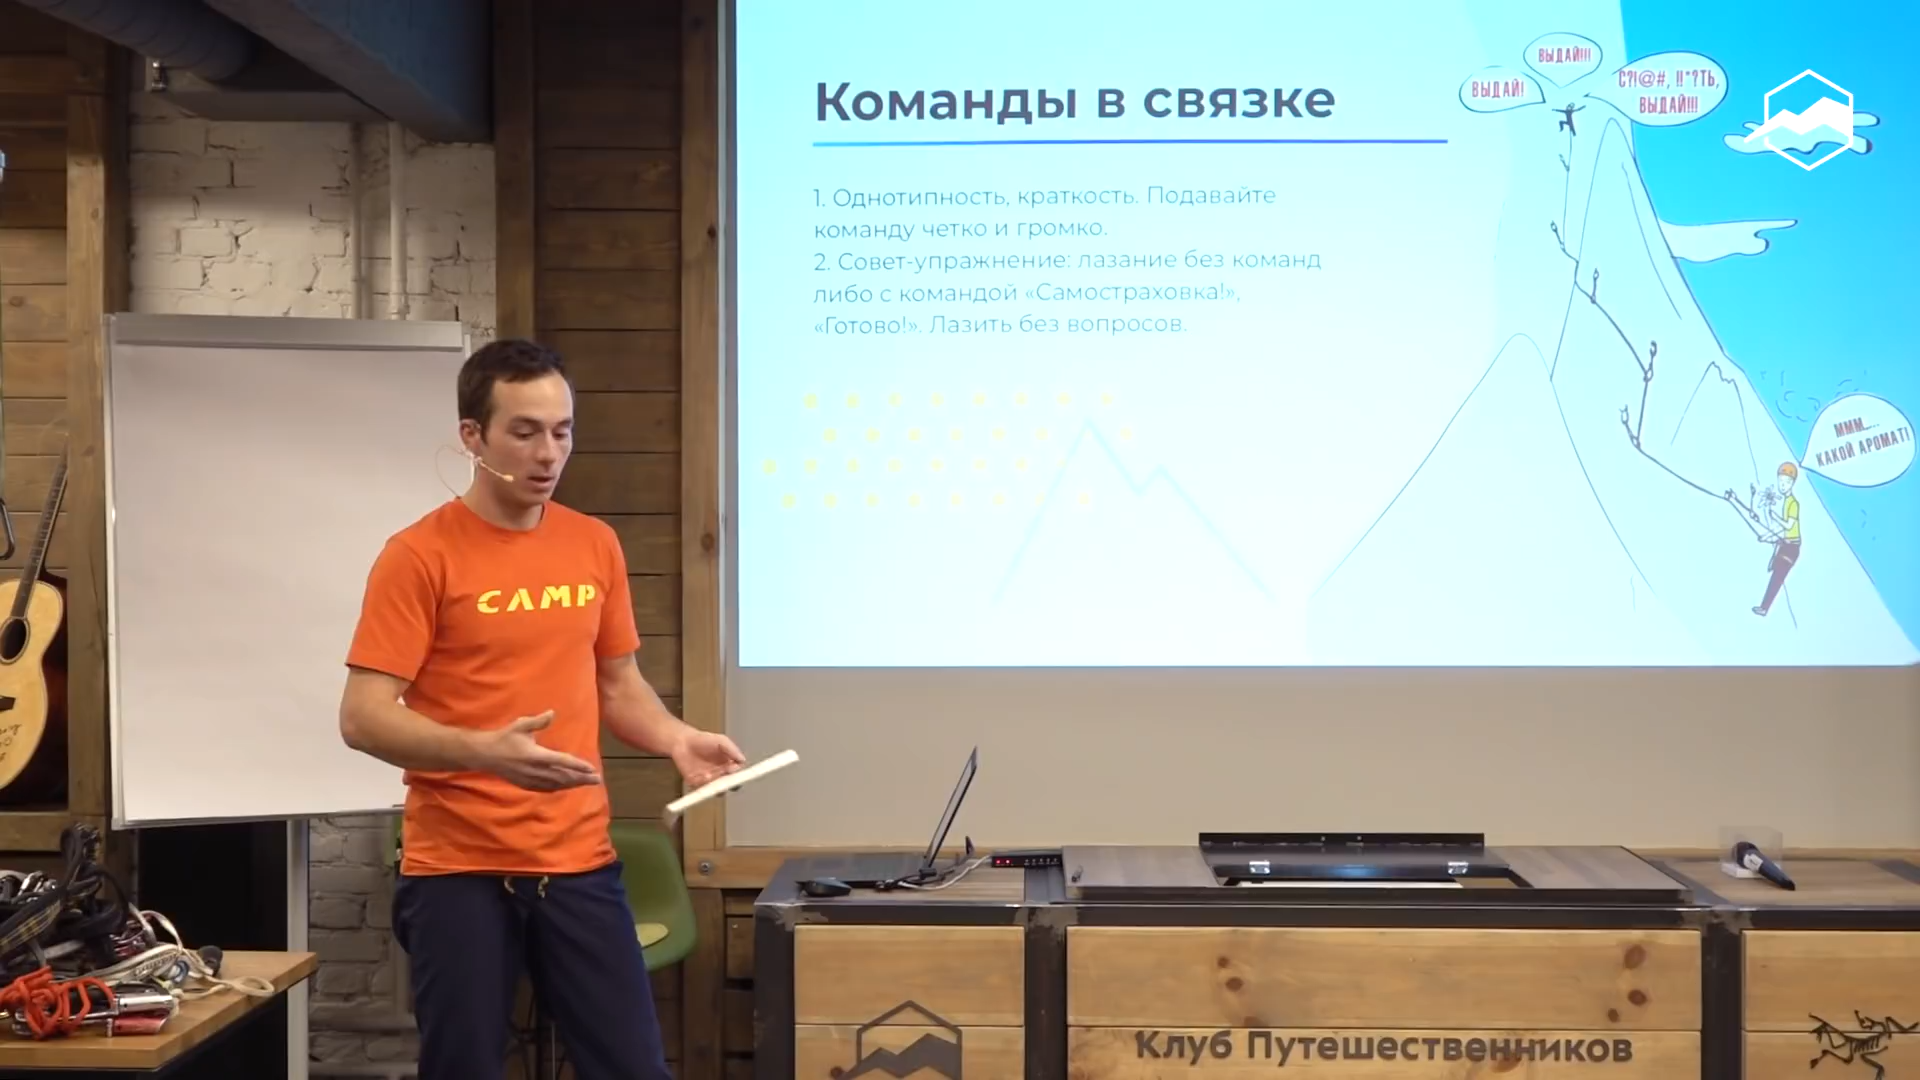 Команды в связке
1. Однотипность, краткость. Подавайте
команду четко и громко.
2. Совет-упражнение: лазание без команд
либо с командой «Самостраховка!»,
«Готово!». Лазить без вопросов.
ВЫДАЙ!
ВЫДАЙ!!!
С?!@#, !!*?ТЬ,
ВЫДАЙ!!!
МММ....
КАКОЙ АРОМАТ!
CAMP
Клуб Путешественников